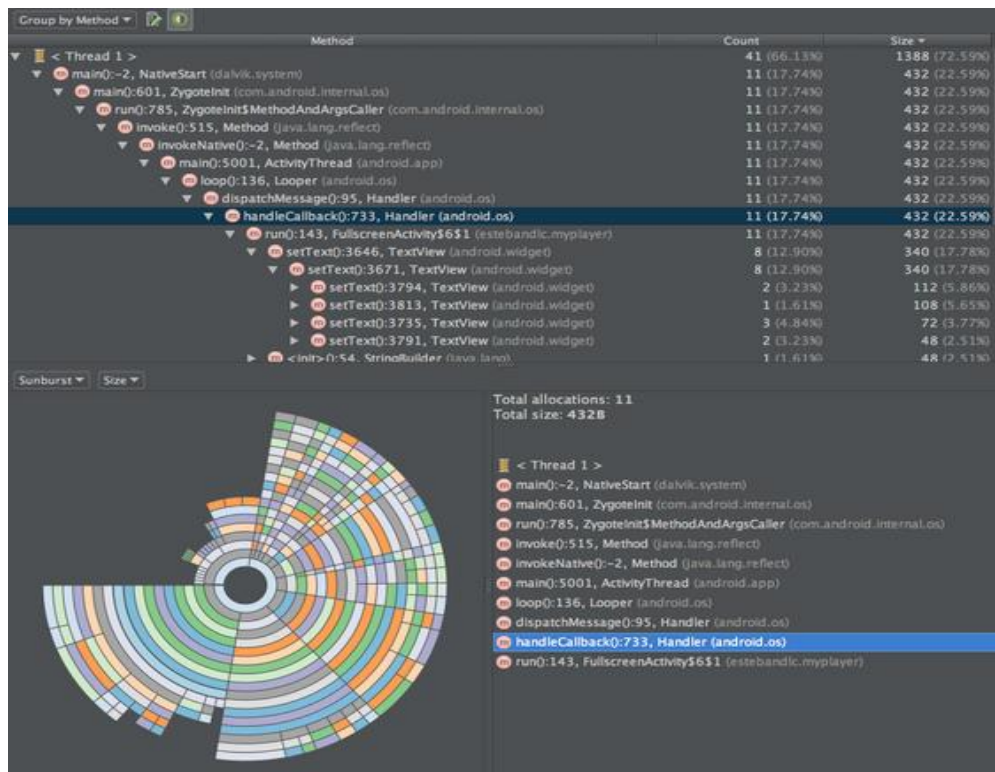 Group by Method
Method Count Size
< Thread 1 > 41 (66.13%) 1388 (72.59%)
main():-2, NativeStart (dalvik.system) 11 (17.74%) 432 (22.59%)
main():601, ZygoteInit (com.android.internal.os) 11 (17.74%) 432 (22.59%)
run():785, ZygoteInit$MethodAndArgsCaller (com.android.internal.os) 11 (17.74%) 432 (22.59%)
invoke():515, Method (java.lang.reflect) 11 (17.74%) 432 (22.59%)
invokeNative():-2, Method (java.lang.reflect) 11 (17.74%) 432 (22.59%)
main():5001, ActivityThread (android.app) 11 (17.74%) 432 (22.59%)
loop():136, Looper (android.os) 11 (17.74%) 432 (22.59%)
dispatchMessage():95, Handler (android.os) 11 (17.74%) 432 (22.59%)
handleCallback():733, Handler (android.os) 11 (17.74%) 432 (22.59%)
run():143, FullscreenActivity$6$1 (estebandlc.myplayer) 11 (17.74%) 432 (22.59%)
setText():3646, TextView (android.widget) 8 (12.90%) 340 (17.78%)
setText():3671, TextView (android.widget) 8 (12.90%) 340 (17.78%)
setText():3794, TextView (android.widget) 2 (3.23%) 112 (5.86%)
setText():3813, TextView (android.widget) 1 (1.61%) 108 (5.65%)
setText():3735, TextView (android.widget) 3 (4.84%) 72 (3.77%)
setText():3791, TextView (android.widget) 2 (3.23%) 48 (2.51%)
<init>():54, StringBuilder (java.lang) 1 (1.61%) 48 (2.51%)
Sunburst Size
Total allocations: 11
Total size: 432B
< Thread 1 >
main():-2, NativeStart (dalvik.system)
main():601, ZygoteInit (com.android.internal.os)
run():785, ZygoteInit$MethodAndArgsCaller (com.android.internal.os)
invoke():515, Method (java.lang.reflect)
invokeNative():-2, Method (java.lang.reflect)
main():5001, ActivityThread (android.app)
loop():136, Looper (android.os)
dispatchMessage():95, Handler (android.os)
handleCallback():733, Handler (android.os)
run():143, FullscreenActivity$6$1 (estebandlc.myplayer)